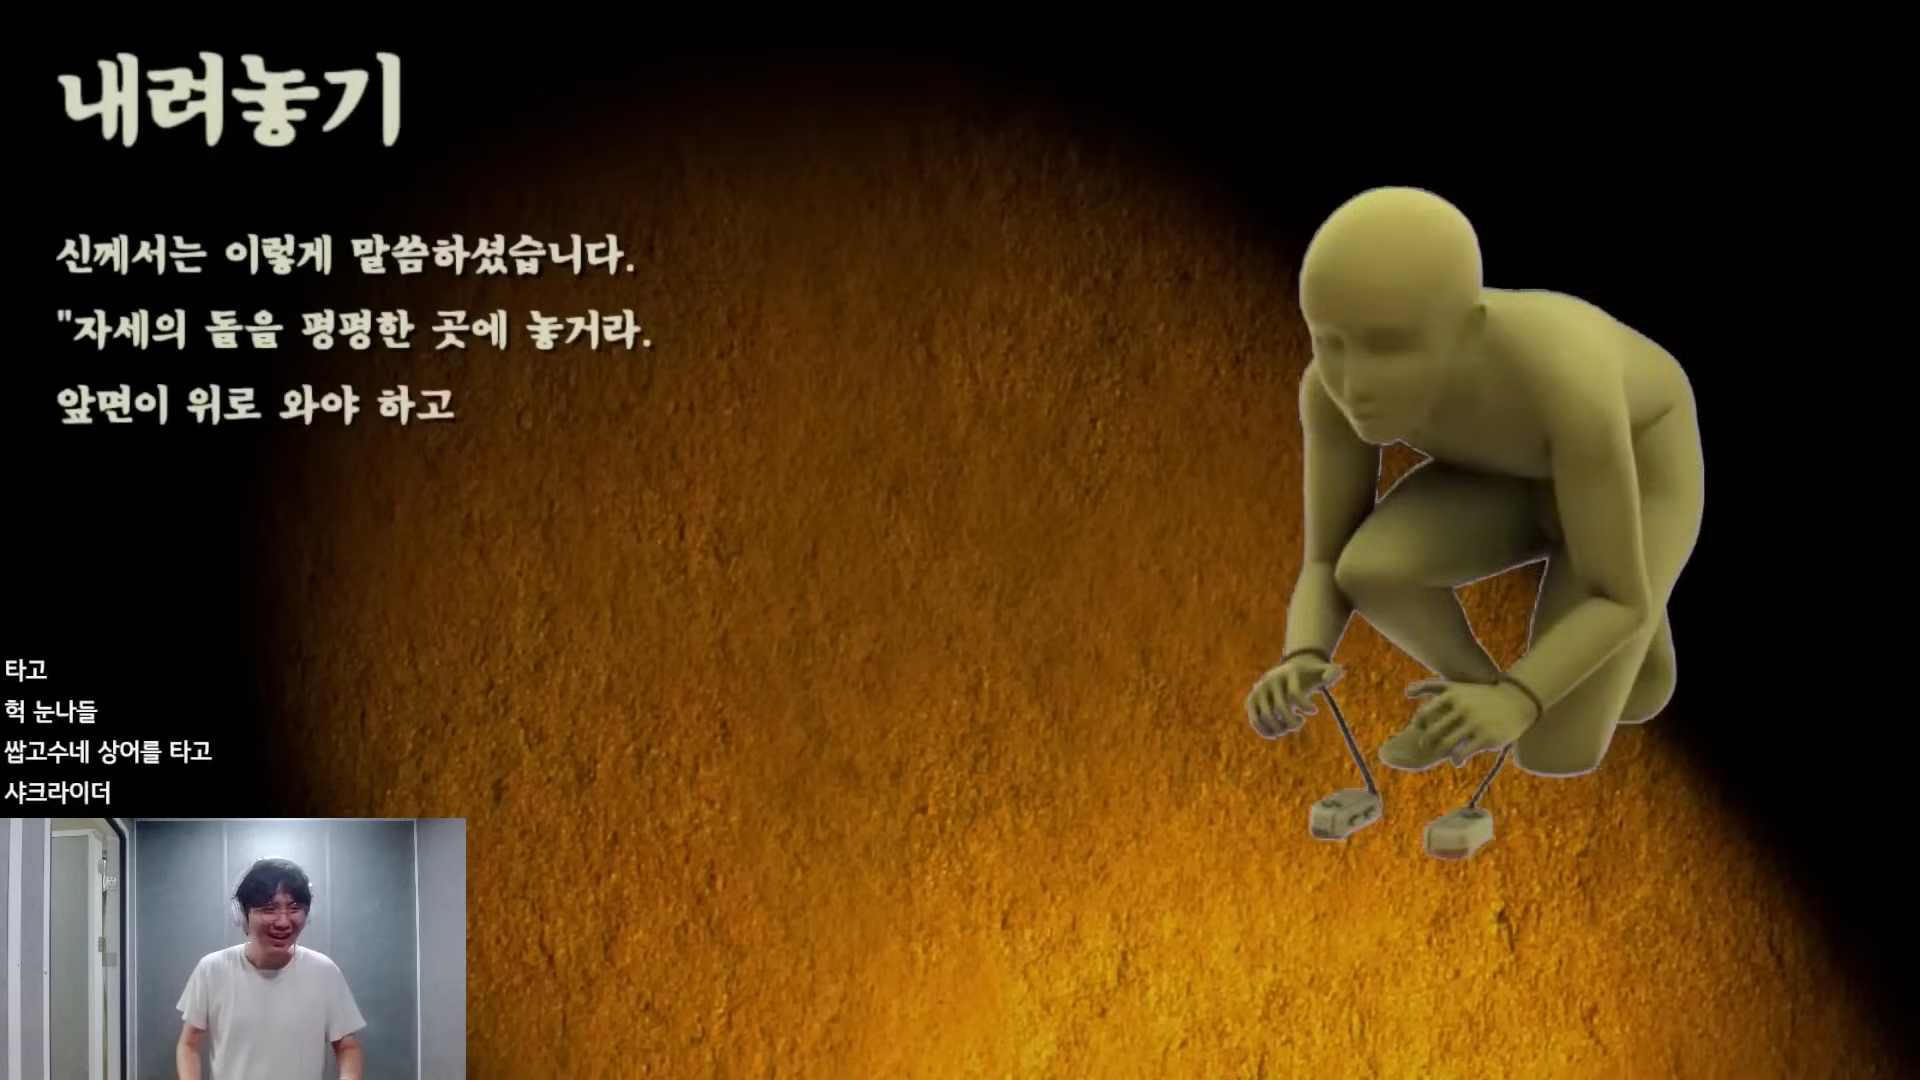 내려놓기
신께서는 이렇게 말씀하셨습니다.
"자세의 돌을 평평한 곳에 놓거라.
앞면이 위로 와야 하고
타고
헉 눈나들
쌉고수네 상어를 타고
샤크라이더